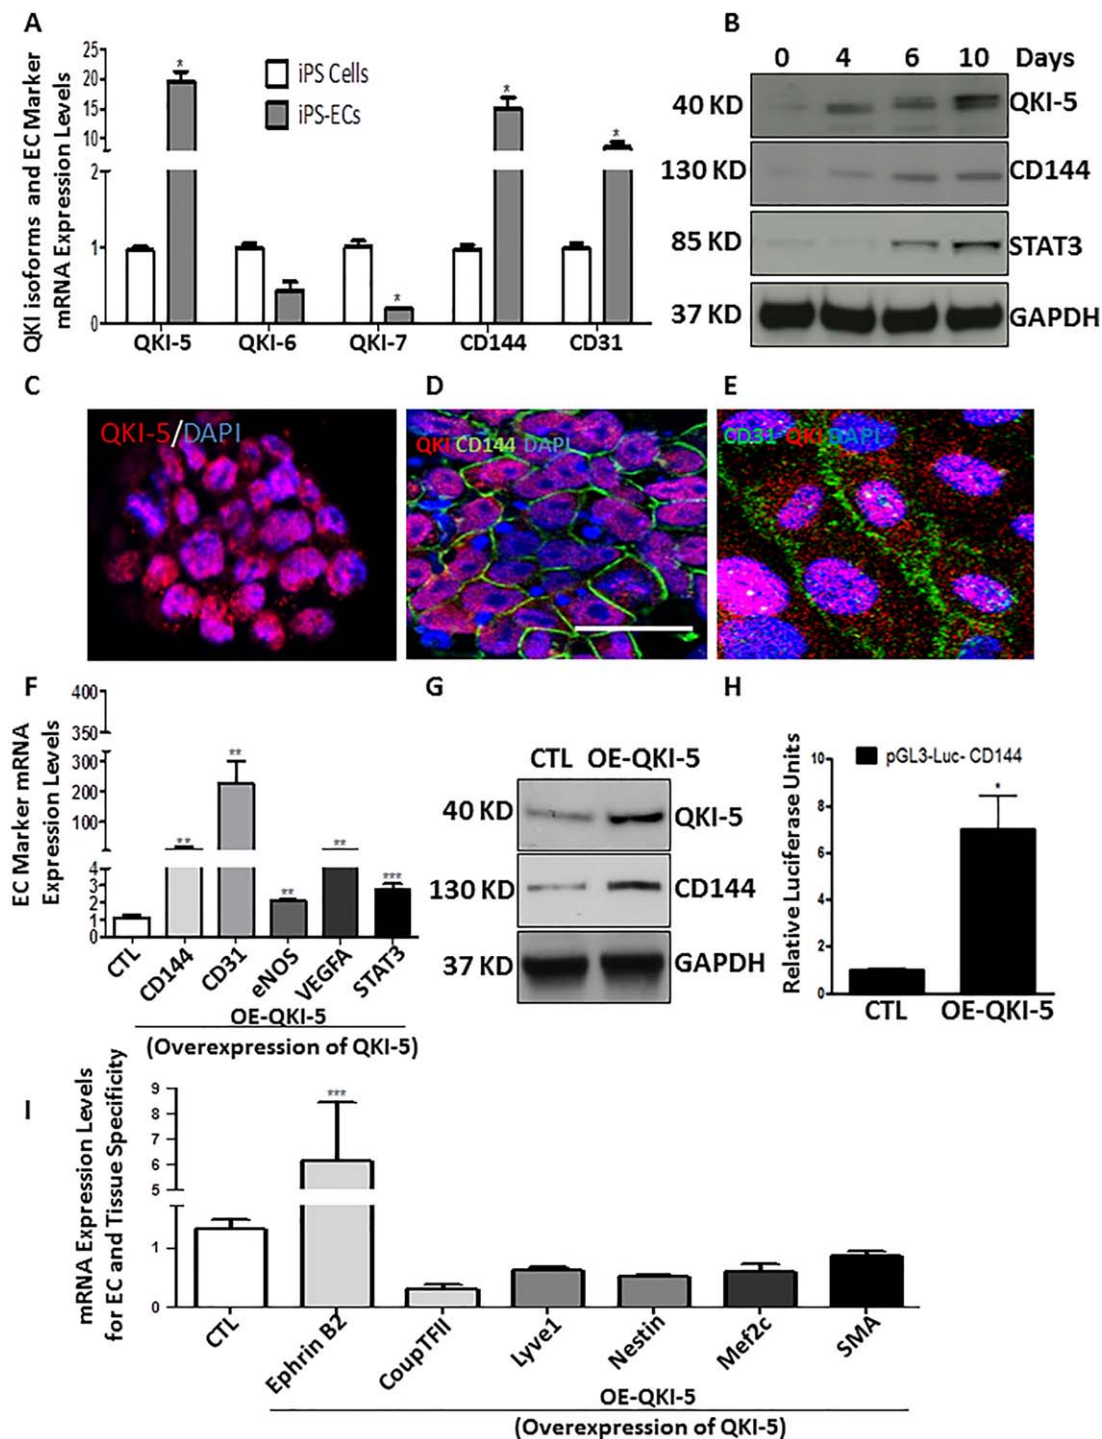 A
QKI isoforms and EC Marker
mRNA Expression Levels
25
20
15
10
2
1
0
*
*
*
*
iPS Cells
iPS-ECs
QKI-5 QKI-6 QKI-7 CD144 CD31
B
0 4 6 10 Days
40 KD QKI-5
130 KD CD144
85 KD STAT3
37 KD GAPDH
C
QKI-5/DAPI
D
QKI CD144 DAPI
E
CD31 QKI DAPI
F
EC Marker mRNA
Expression Levels
400
350
300
200
100
4
3
2
1
0
**
**
**
**
***
CTL CD144 CD31 eNOS VEGFA STAT3
OE-QKI-5
(Overexpression of QKI-5)
G
CTL OE-QKI-5
40 KD QKI-5
130 KD CD144
37 KD GAPDH
H
Relative Luciferase Units
10
8
6
4
2
0
pGL3-Luc- CD144
*
CTL OE-QKI-5
I
mRNA Expression Levels
for EC and Tissue Specificity
9
8
7
6
5
1
0
***
CTL Ephrin B2 CoupTFII Lyve1 Nestin Mef2c SMA
OE-QKI-5
(Overexpression of QKI-5)